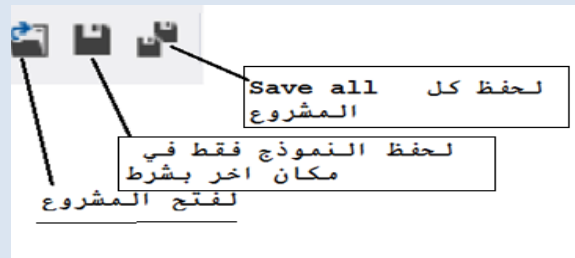 لحفظ كل Save all
المشروع
لحفظ النموذج فقط في
مكان اخر بشرط
لفتح المشروع